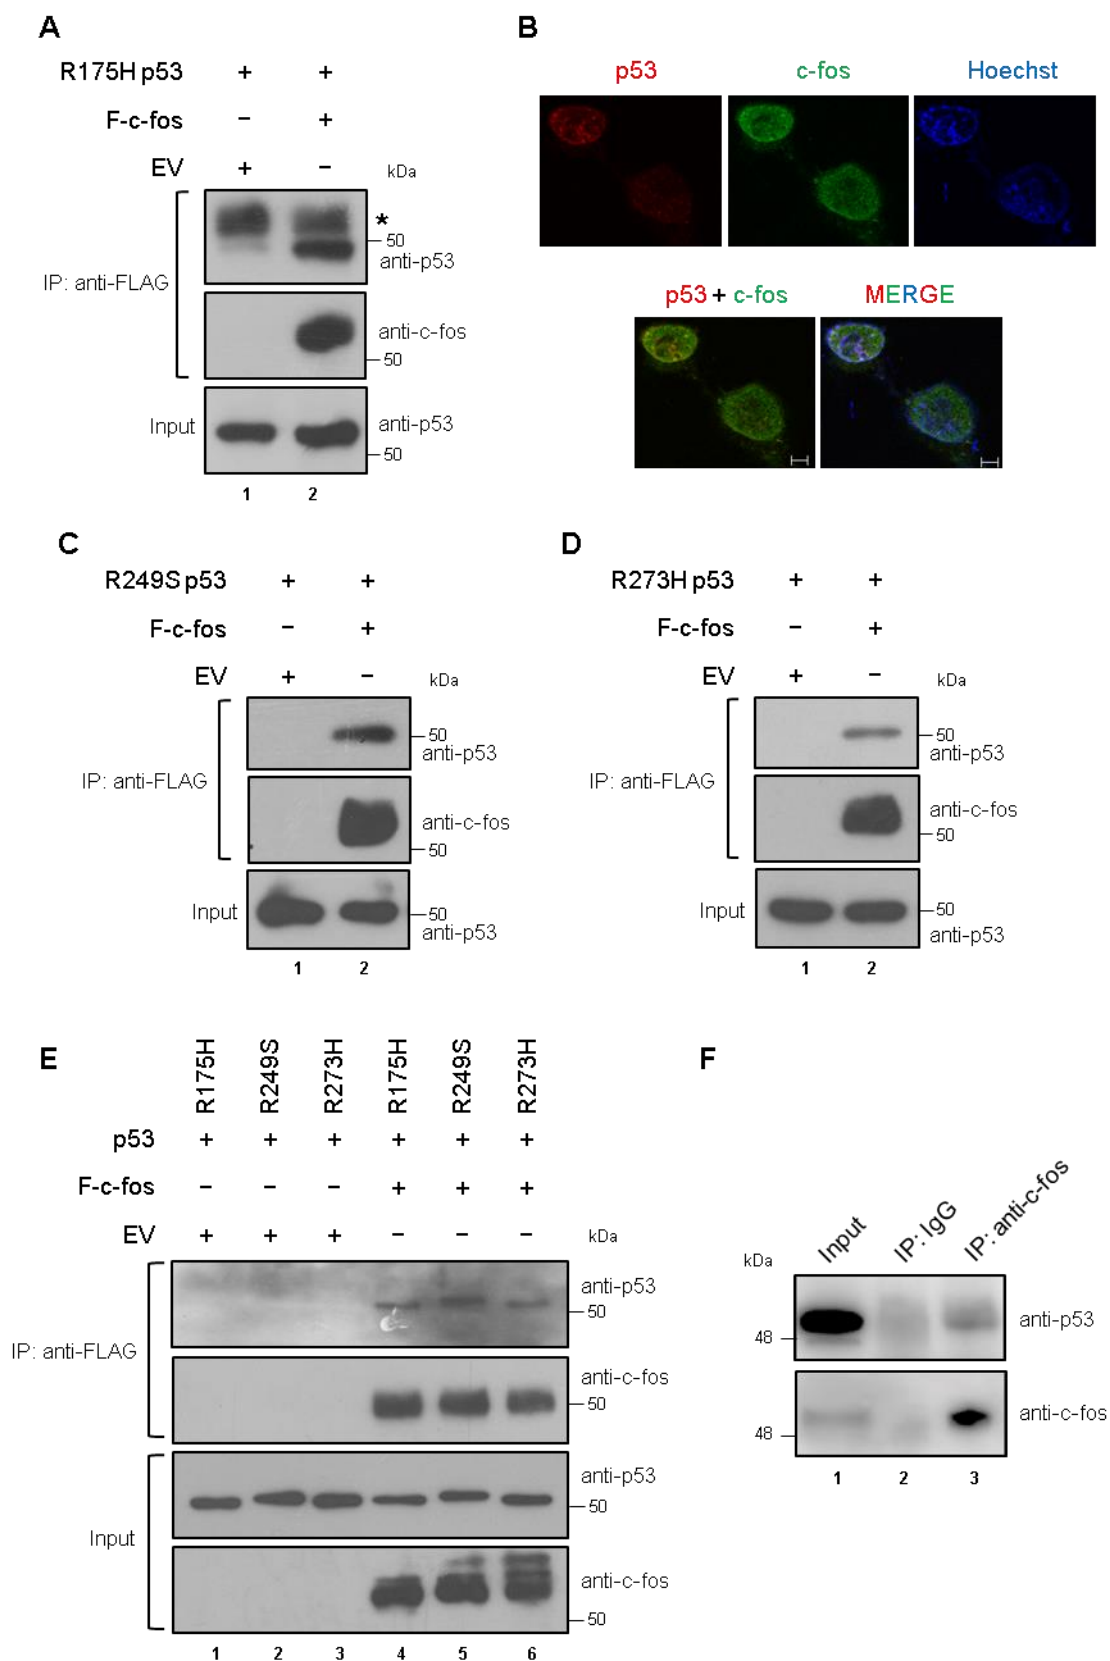 A
R175H p53 + +
F-c-fos − +
EV + − kDa
*
50
anti-p53
IP: anti-FLAG
anti-c-fos
50
Input
anti-p53
50
1 2
B
p53 c-fos Hoechst
p53 + c-fos MERGE
C
R249S p53 + +
F-c-fos − +
EV + − kDa
50
anti-p53
IP: anti-FLAG
anti-c-fos
50
Input
50
anti-p53
1 2
D
R273H p53 + +
F-c-fos − +
EV + − kDa
50
anti-p53
IP: anti-FLAG
anti-c-fos
50
Input
50
anti-p53
1 2
E
R175H R249S R273H R175H R249S R273H
p53 + + + + + +
F-c-fos − − − + + +
EV + + + − − − kDa
anti-p53
50
IP: anti-FLAG
anti-c-fos
50
anti-p53
50
Input
anti-c-fos
50
1 2 3 4 5 6
F
Input IP: IgG IP: anti-c-fos
kDa
anti-p53
48
anti-c-fos
48
1 2 3